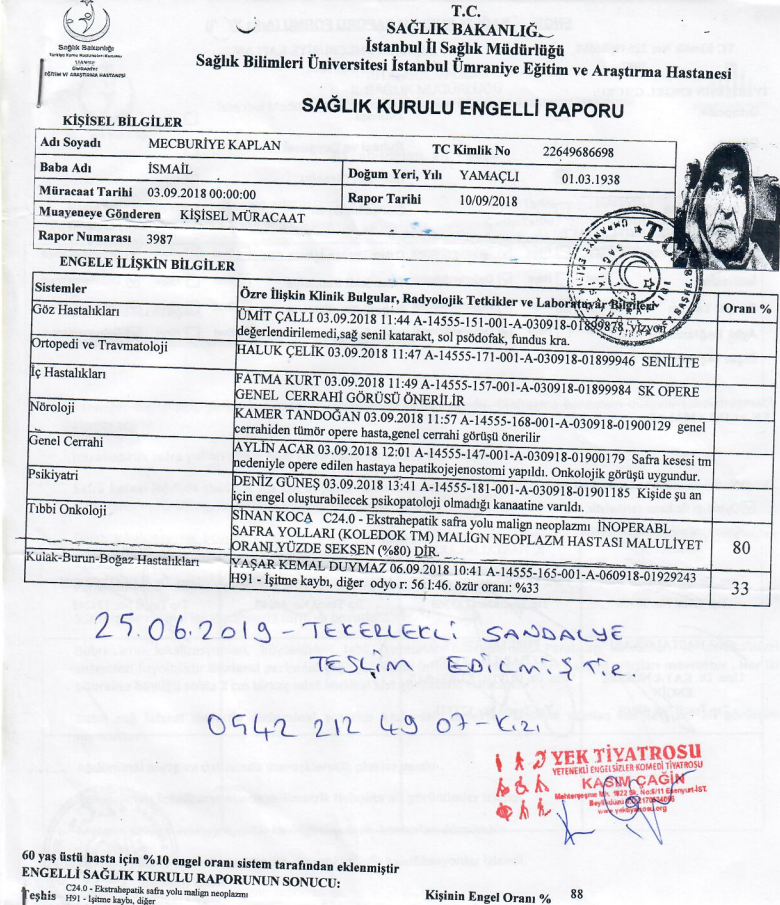 T.C.
SAĞLIK BAKANLIĞI
İstanbul İl Sağlık Müdürlüğü
Sağlık Bilimleri Üniversitesi İstanbul Ümraniye Eğitim ve Araştırma Hastanesi
Sağlık Bakanlığı
ÜMRANİYE
EĞİTİM VE ARAŞTIRMA HASTANESİ
SAĞLIK KURULU ENGELLİ RAPORU
KİŞİSEL BİLGİLER
Adı Soyadı MECBURİYE KAPLAN TC Kimlik No 22649686698
Baba Adı İSMAİL Doğum Yeri, Yılı YAMAÇLI 01.03.1938
Müracaat Tarihi 03.09.2018 00:00:00 Rapor Tarihi 10/09/2018
Muayeneye Gönderen KİŞİSEL MÜRACAAT
Rapor Numarası 3987
ENGELE İLİŞKİN BİLGİLER
Sistemler Özre İlişkin Klinik Bulgular, Radyolojik Tetkikler ve Laboratuvar Bilgileri Oranı %
Göz Hastalıkları ÜMİT ÇALLI 03.09.2018 11:44 A-14555-151-001-A-030918-01899878 vizyon
değerlendirilemedi,sağ senil katarakt, sol psödofak, fundus kra.
Ortopedi ve Travmatoloji HALUK ÇELİK 03.09.2018 11:47 A-14555-171-001-A-030918-01899946 SENİLİTE
İç Hastalıkları FATMA KURT 03.09.2018 11:49 A-14555-157-001-A-030918-01899984 SK OPERE
GENEL CERRAHİ GÖRÜSÜ ÖNERİLİR
Nöroloji KAMER TANDOĞAN 03.09.2018 11:57 A-14555-168-001-A-030918-01900129 genel
cerrahiden tümör opere hasta,genel cerrahi görüşü önerilir
Genel Cerrahi AYLİN ACAR 03.09.2018 12:01 A-14555-147-001-A-030918-01900179 Safra kesesi tm
nedeniyle opere edilen hastaya hepatikojejenostomi yapıldı. Onkolojik görüşü uygundur.
Psikiyatri DENİZ GÜNEŞ 03.09.2018 13:41 A-14555-181-001-A-030918-01901185 Kişide şu an
için engel oluşturabilecek psikopatoloji olmadığı kanaatine varıldı.
Tıbbi Onkoloji SİNAN KOCA C24.0 - Ekstrahepatik safra yolu malign neoplazmı İNOPERABL
SAFRA YOLLARI (KOLEDOK TM) MALİGN NEOPLAZM HASTASI MALULİYET
ORANI,YÜZDE SEKSEN (%80) DİR. 80
Kulak-Burun-Boğaz Hastalıkları YAŞAR KEMAL DUYMAZ 06.09.2018 10:41 A-14555-165-001-A-060918-01929243
H91 - İşitme kaybı, diğer odyo r: 56 l:46. özür oranı: %33 33
25.06.2019 - TEKERLEKLİ SANDALYE
TESLİM EDİLMİŞTİR
0542 212 49 07 - Kızı
YEK TİYATROSU
YETENEKLİ ENGELSİZLER KOMEDİ TİYATROSU
KASIM ÇAĞIN
60 yaş üstü hasta için %10 engel oranı sistem tarafından eklenmiştir
ENGELLİ SAĞLIK KURULU RAPORUNUN SONUCU:
Teşhis C24.0 - Ekstrahepatik safra yolu malign neoplazmı
H91 - İşitme kaybı, diğer
Kişinin Engel Oranı % 88